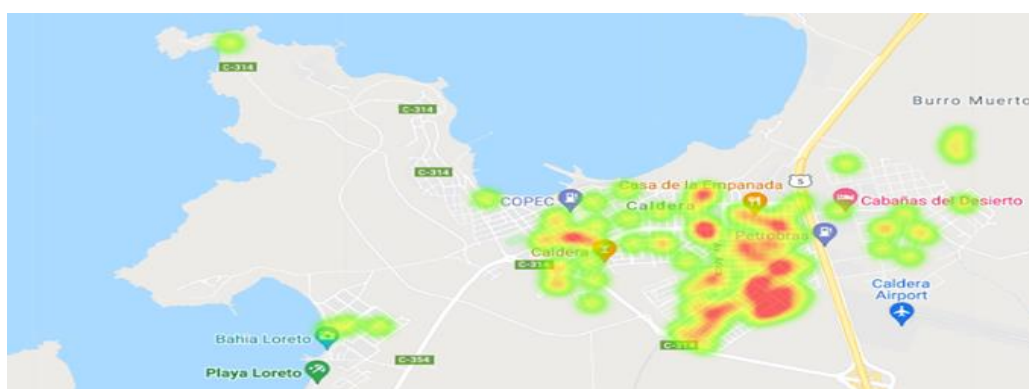 C-314
Burro Muerto
C-314
C-314
5
Casa de la Empanada
COPEC
Caldera
Cabañas del Desierto
Petrobras
Caldera
C-314
Caldera
Airport
Bahia Loreto
C-314
C-354
Playa Loreto